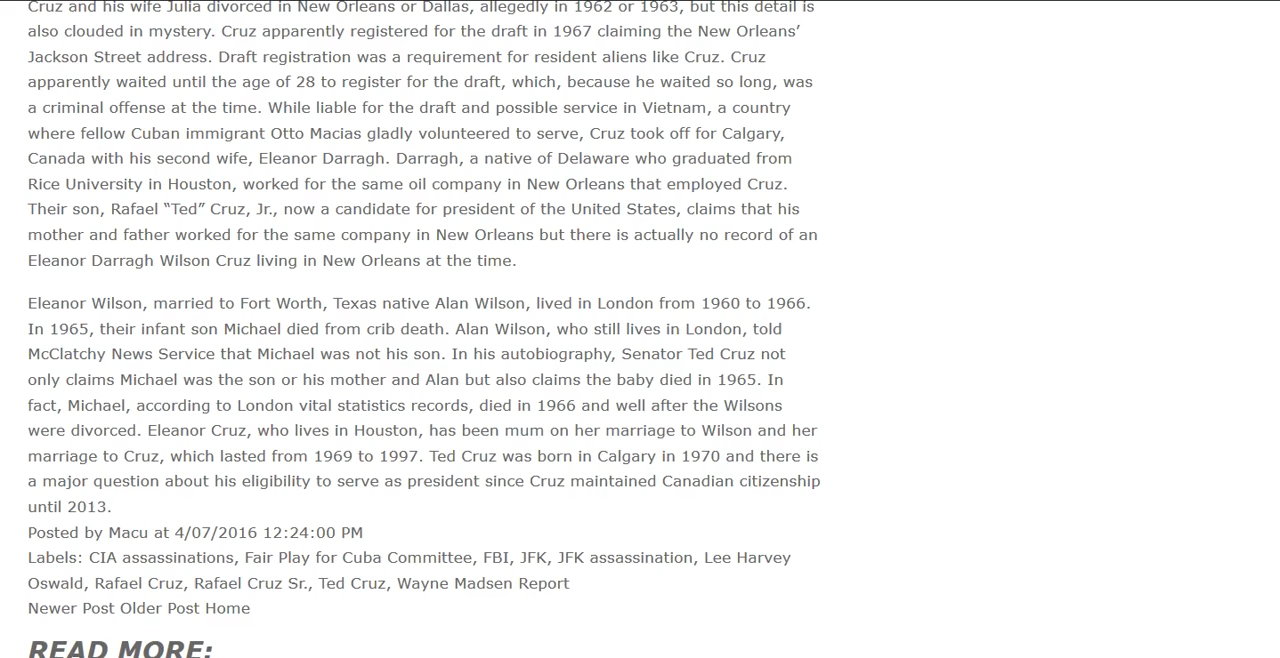 Cruz and his wife Julia divorced in New Orleans or Dallas, allegedly in 1962 or 1963, but this detail is
also clouded in mystery. Cruz apparently registered for the draft in 1967 claiming the New Orleans’
Jackson Street address. Draft registration was a requirement for resident aliens like Cruz. Cruz
apparently waited until the age of 28 to register for the draft, which, because he waited so long, was
a criminal offense at the time. While liable for the draft and possible service in Vietnam, a country
where fellow Cuban immigrant Otto Macias gladly volunteered to serve, Cruz took off for Calgary,
Canada with his second wife, Eleanor Darragh. Darragh, a native of Delaware who graduated from
Rice University in Houston, worked for the same oil company in New Orleans that employed Cruz.
Their son, Rafael “Ted” Cruz, Jr., now a candidate for president of the United States, claims that his
mother and father worked for the same company in New Orleans but there is actually no record of an
Eleanor Darragh Wilson Cruz living in New Orleans at the time.
Eleanor Wilson, married to Fort Worth, Texas native Alan Wilson, lived in London from 1960 to 1966.
In 1965, their infant son Michael died from crib death. Alan Wilson, who still lives in London, told
McClatchy News Service that Michael was not his son. In his autobiography, Senator Ted Cruz not
only claims Michael was the son or his mother and Alan but also claims the baby died in 1965. In
fact, Michael, according to London vital statistics records, died in 1966 and well after the Wilsons
were divorced. Eleanor Cruz, who lives in Houston, has been mum on her marriage to Wilson and her
marriage to Cruz, which lasted from 1969 to 1997. Ted Cruz was born in Calgary in 1970 and there is
a major question about his eligibility to serve as president since Cruz maintained Canadian citizenship
until 2013.
Posted by Macu at 4/07/2016 12:24:00 PM
Labels: CIA assassinations, Fair Play for Cuba Committee, FBI, JFK, JFK assassination, Lee Harvey
Oswald, Rafael Cruz, Rafael Cruz Sr., Ted Cruz, Wayne Madsen Report
Newer Post Older Post Home
READ MORE: